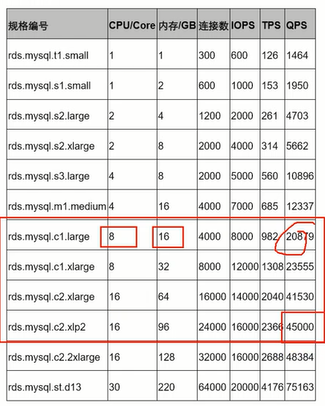 规格编号 CPU/Core 内存/GB 连接数 IOPS TPS QPS
rds.mysql.t1.small 1 1 300 600 126 1464
rds.mysql.s1.small 1 2 600 1000 153 1950
rds.mysql.s2.large 2 4 1200 2000 261 4703
rds.mysql.s2.xlarge 2 8 2000 4000 314 5662
rds.mysql.s3.large 4 8 2000 5000 560 10896
rds.mysql.m1.medium 4 16 4000 7000 685 12337
rds.mysql.c1.large 8 16 4000 8000 982 20879
rds.mysql.c1.xlarge 8 32 8000 12000 1308 23555
rds.mysql.c2.xlarge 16 64 16000 14000 2040 41530
rds.mysql.c2.xlp2 16 96 24000 16000 2366 45000
rds.mysql.c2.2xlarge 16 128 32000 16000 2688 48384
rds.mysql.st.d13 30 220 64000 20000 4176 75163